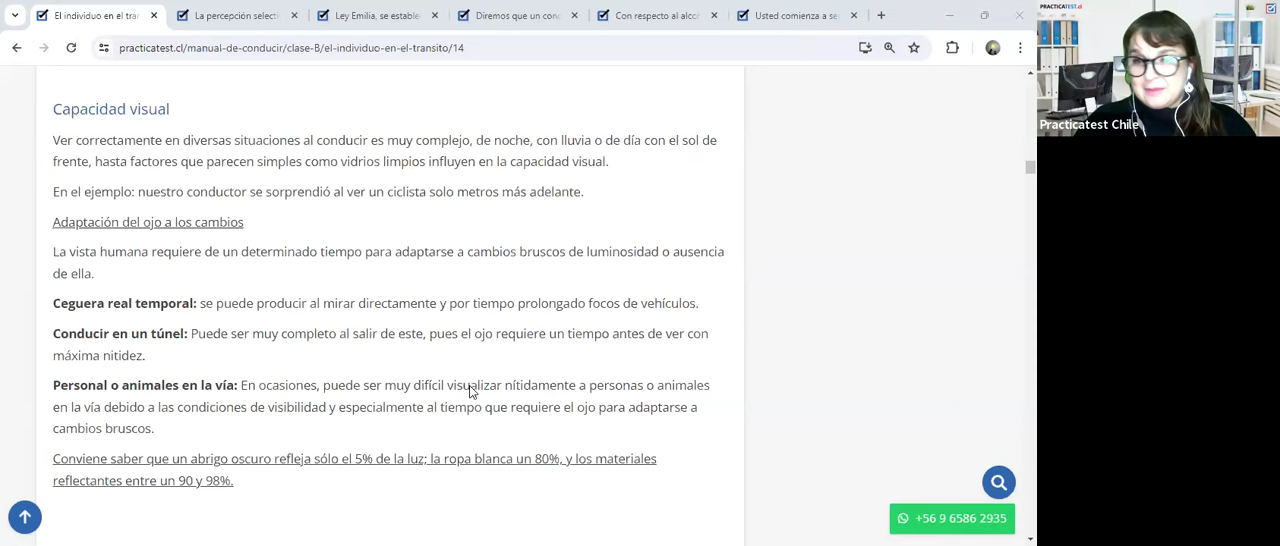 El individuo en el trán
La percepción selecti
Ley Emilia, se estable
Diremos que un cond
Con respecto al alcoh
Usted comienza a se
practicatest.cl/manual-de-conducir/clase-B/el-individuo-en-el-transito/14
PRACTICATEST.cl
Practicatest Chile
Capacidad visual
Ver correctamente en diversas situaciones al conducir es muy complejo, de noche, con lluvia o de día con el sol de
frente, hasta factores que parecen simples como vidrios limpios influyen en la capacidad visual.
En el ejemplo: nuestro conductor se sorprendió al ver un ciclista solo metros más adelante.
Adaptación del ojo a los cambios
La vista humana requiere de un determinado tiempo para adaptarse a cambios bruscos de luminosidad o ausencia
de ella.
Ceguera real temporal: se puede producir al mirar directamente y por tiempo prolongado focos de vehículos.
Conducir en un túnel: Puede ser muy completo al salir de este, pues el ojo requiere un tiempo antes de ver con
máxima nitidez.
Personal o animales en la vía: En ocasiones, puede ser muy difícil visualizar nítidamente a personas o animales
en la vía debido a las condiciones de visibilidad y especialmente al tiempo que requiere el ojo para adaptarse a
cambios bruscos.
Conviene saber que un abrigo oscuro refleja sólo el 5% de la luz; la ropa blanca un 80%, y los materiales
reflectantes entre un 90 y 98%.
+56 9 6586 2935